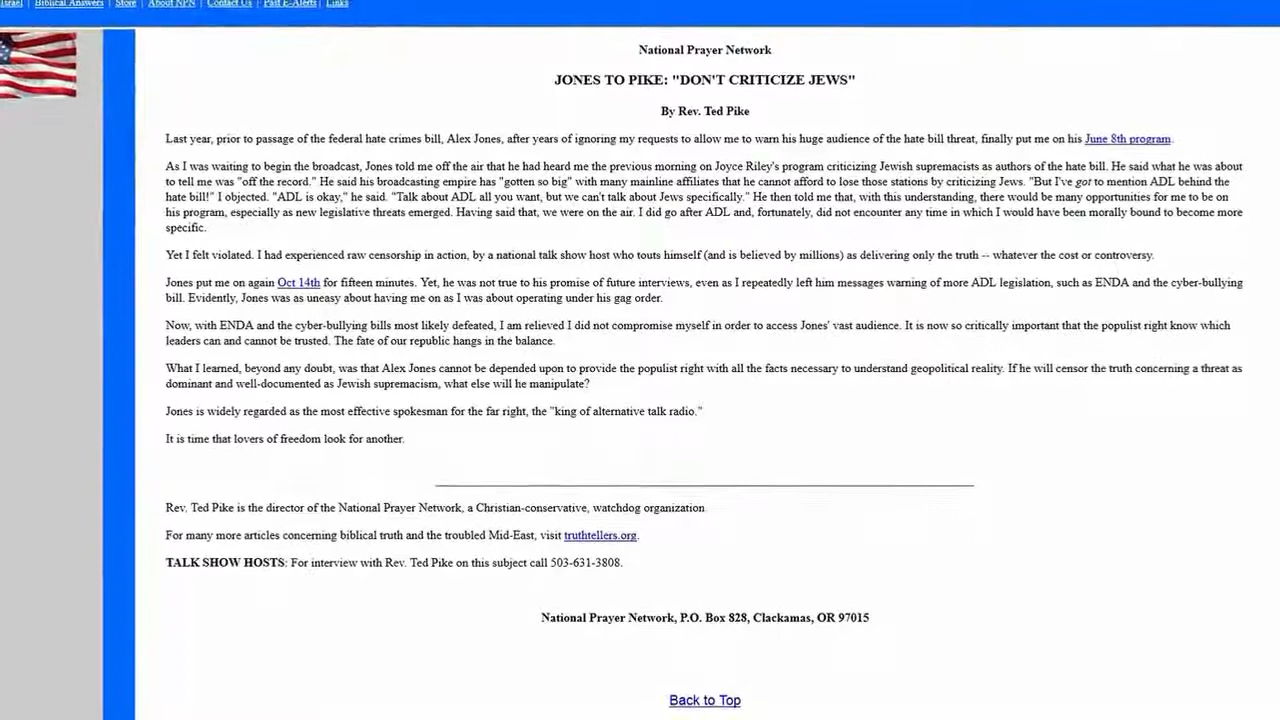 Israel | Biblical Answers | Store | About NPN | Contact Us | Past E-Alerts | Links
National Prayer Network
JONES TO PIKE: "DON'T CRITICIZE JEWS"
By Rev. Ted Pike
Last year, prior to passage of the federal hate crimes bill, Alex Jones, after years of ignoring my requests to allow me to warn his huge audience of the hate bill threat, finally put me on his June 8th program.
As I was waiting to begin the broadcast, Jones told me off the air that he had heard me the previous morning on Joyce Riley's program criticizing Jewish supremacists as authors of the hate bill. He said what he was about
to tell me was "off the record." He said his broadcasting empire has "gotten so big" with many mainline affiliates that he cannot afford to lose those stations by criticizing Jews. "But I've got to mention ADL behind the
hate bill!" I objected. "ADL is okay," he said. "Talk about ADL all you want, but we can't talk about Jews specifically." He then told me that, with this understanding, there would be many opportunities for me to be on
his program, especially as new legislative threats emerged. Having said that, we were on the air. I did go after ADL and, fortunately, did not encounter any time in which I would have been morally bound to become more
specific.
Yet I felt violated. I had experienced raw censorship in action, by a national talk show host who touts himself (and is believed by millions) as delivering only the truth -- whatever the cost or controversy.
Jones put me on again Oct 14th for fifteen minutes. Yet, he was not true to his promise of future interviews, even as I repeatedly left him messages warning of more ADL legislation, such as ENDA and the cyber-bullying
bill. Evidently, Jones was as uneasy about having me on as I was about operating under his gag order.
Now, with ENDA and the cyber-bullying bills most likely defeated, I am relieved I did not compromise myself in order to access Jones' vast audience. It is now so critically important that the populist right know which
leaders can and cannot be trusted. The fate of our republic hangs in the balance.
What I learned, beyond any doubt, was that Alex Jones cannot be depended upon to provide the populist right with all the facts necessary to understand geopolitical reality. If he will censor the truth concerning a threat as
dominant and well-documented as Jewish supremacism, what else will he manipulate?
Jones is widely regarded as the most effective spokesman for the far right, the "king of alternative talk radio."
It is time that lovers of freedom look for another.
Rev. Ted Pike is the director of the National Prayer Network, a Christian-conservative, watchdog organization
For many more articles concerning biblical truth and the troubled Mid-East, visit truthtellers.org.
TALK SHOW HOSTS: For interview with Rev. Ted Pike on this subject call 503-631-3808.
National Prayer Network, P.O. Box 828, Clackamas, OR 97015
Back to Top